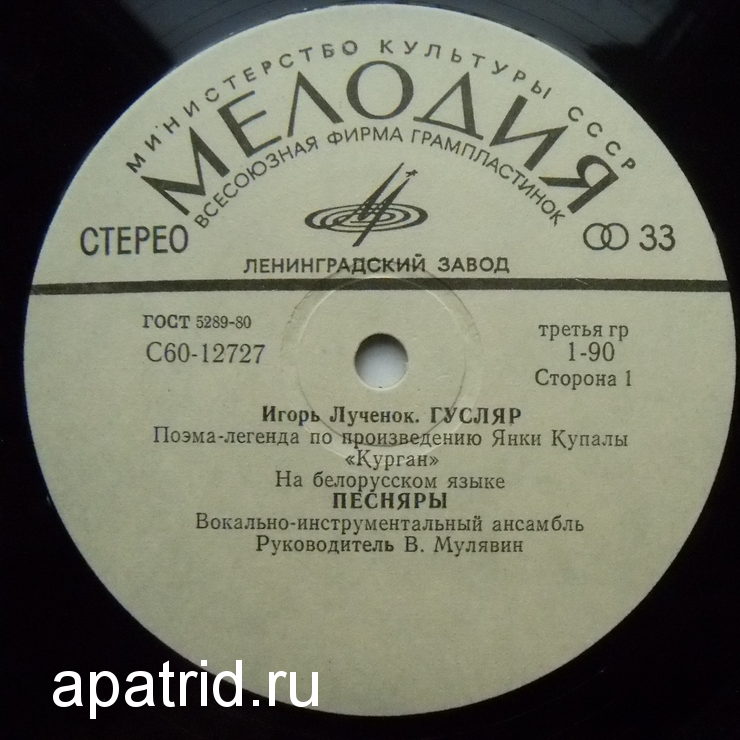 МИНИСТЕРСТВО КУЛЬТУРЫ СССР
МЕЛОДИЯ
ВСЕСОЮЗНАЯ ФИРМА ГРАМПЛАСТИНОК
СТЕРЕО
33
ЛЕНИНГРАДСКИЙ ЗАВОД
ГОСТ 5289-80
третья гр
С60-12727
1-90
Сторона 1
Игорь Лученок. ГУСЛЯР
Поэма-легенда по произведению Янки Купалы
«Курган»
На белорусском языке
ПЕСНЯРЫ
Вокально-инструментальный ансамбль
Руководитель В. Мулявин
apatrid.ru